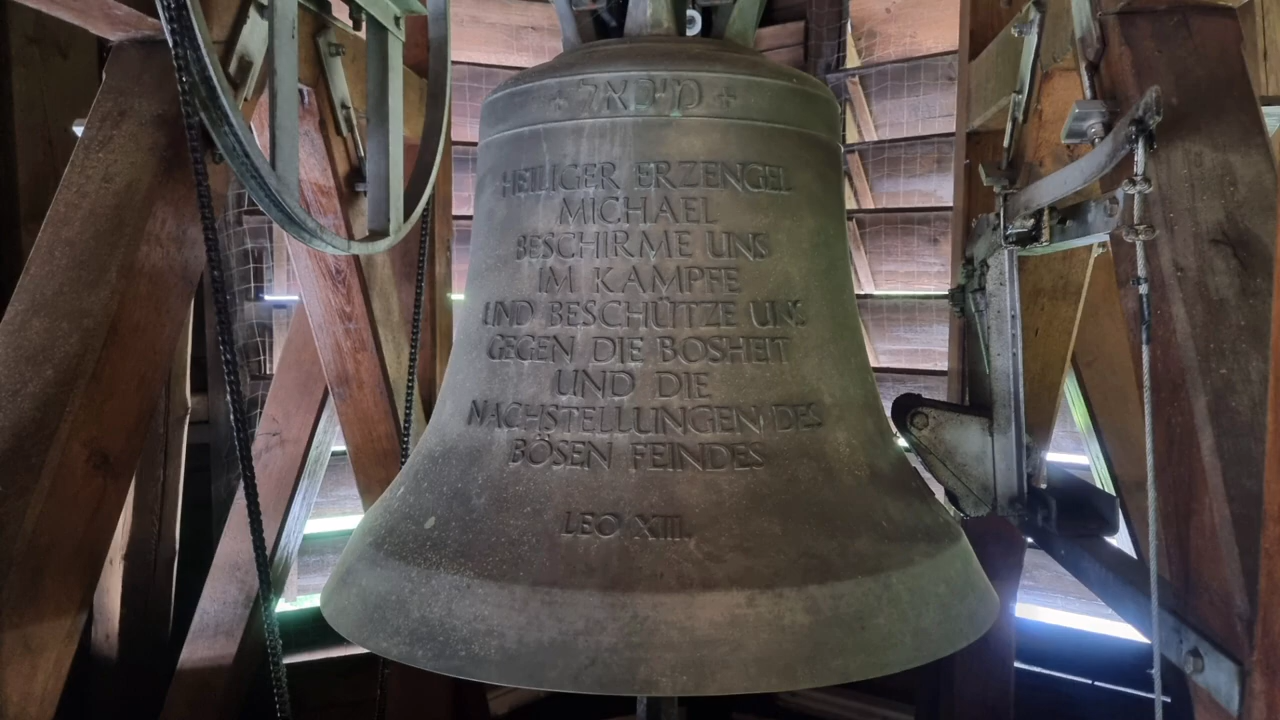 + מיכאל +
HEILIGER ERZENGEL
MICHAEL
BESCHIRME UNS
IM KAMPFE
UND BESCHÜTZE UNS
GEGEN DIE BOSHEIT
UND DIE
NACHSTELLUNGEN DES
BÖSEN FEINDES
LEO XIII.